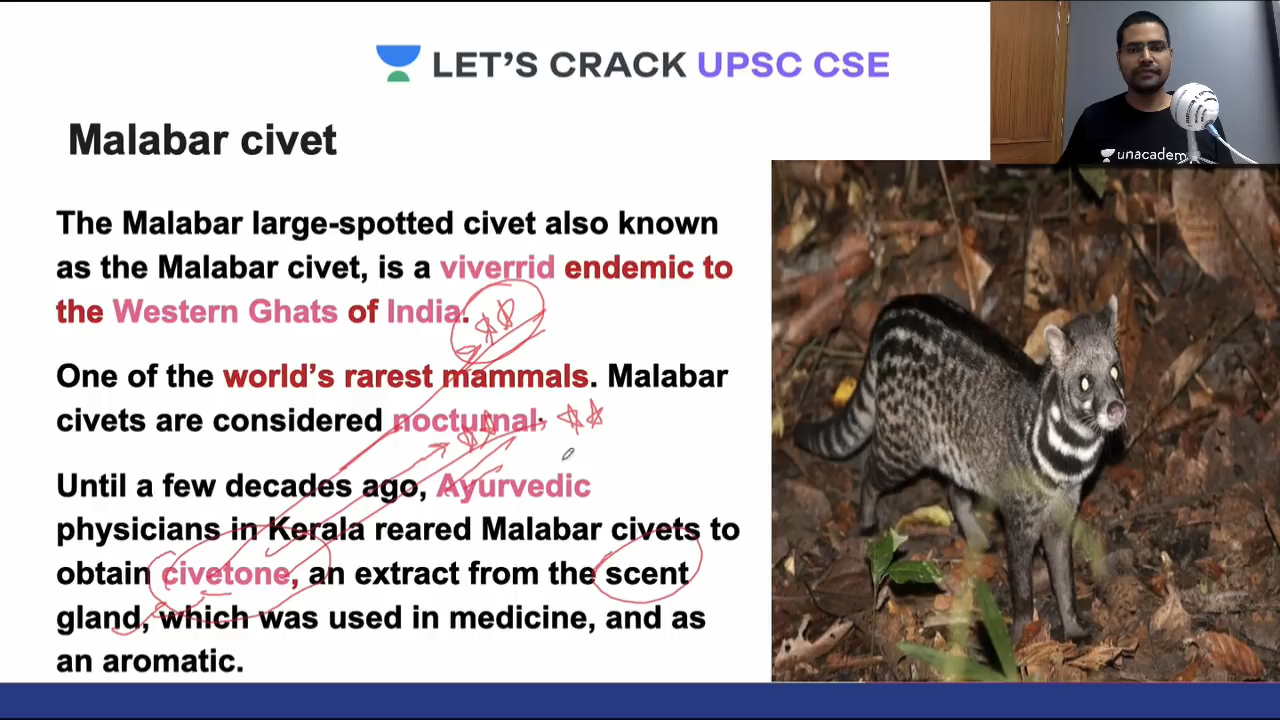 LET'S CRACK UPSC CSE
unacadem
Malabar civet
The Malabar large-spotted civet also known
as the Malabar civet, is a viverrid endemic to
the Western Ghats of India.
One of the world's rarest mammals. Malabar
civets are considered nocturnal;
Until a few decades ago, Ayurvedic
physicians in Kerala reared Malabar civets to
obtain civetone, an extract from the scent
gland, which was used in medicine, and as
an aromatic.